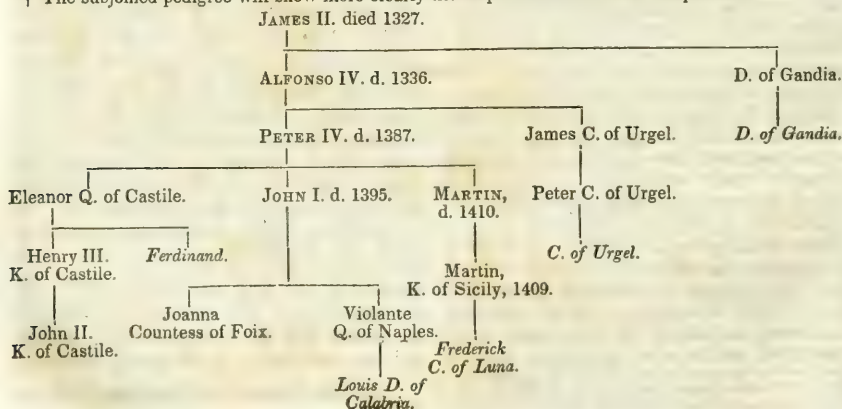 JAMES II. died 1327.
ALFONSO IV. d. 1336. D. of Gandia.
PETER IV. d. 1387. James C. of Urgel. D. of Gandia.
Eleanor Q. of Castile. JOHN I. d. 1395. MARTIN, Peter C. of Urgel.
d. 1410.
Henry III. Ferdinand. C. of Urgel.
K. of Castile. Martin,
K. of Sicily, 1409.
John II. Joanna Violante
K. of Castile. Countess of Foix. Q. of Naples.
Frederick
C. of Luna.
Louis D. of
Calabria.